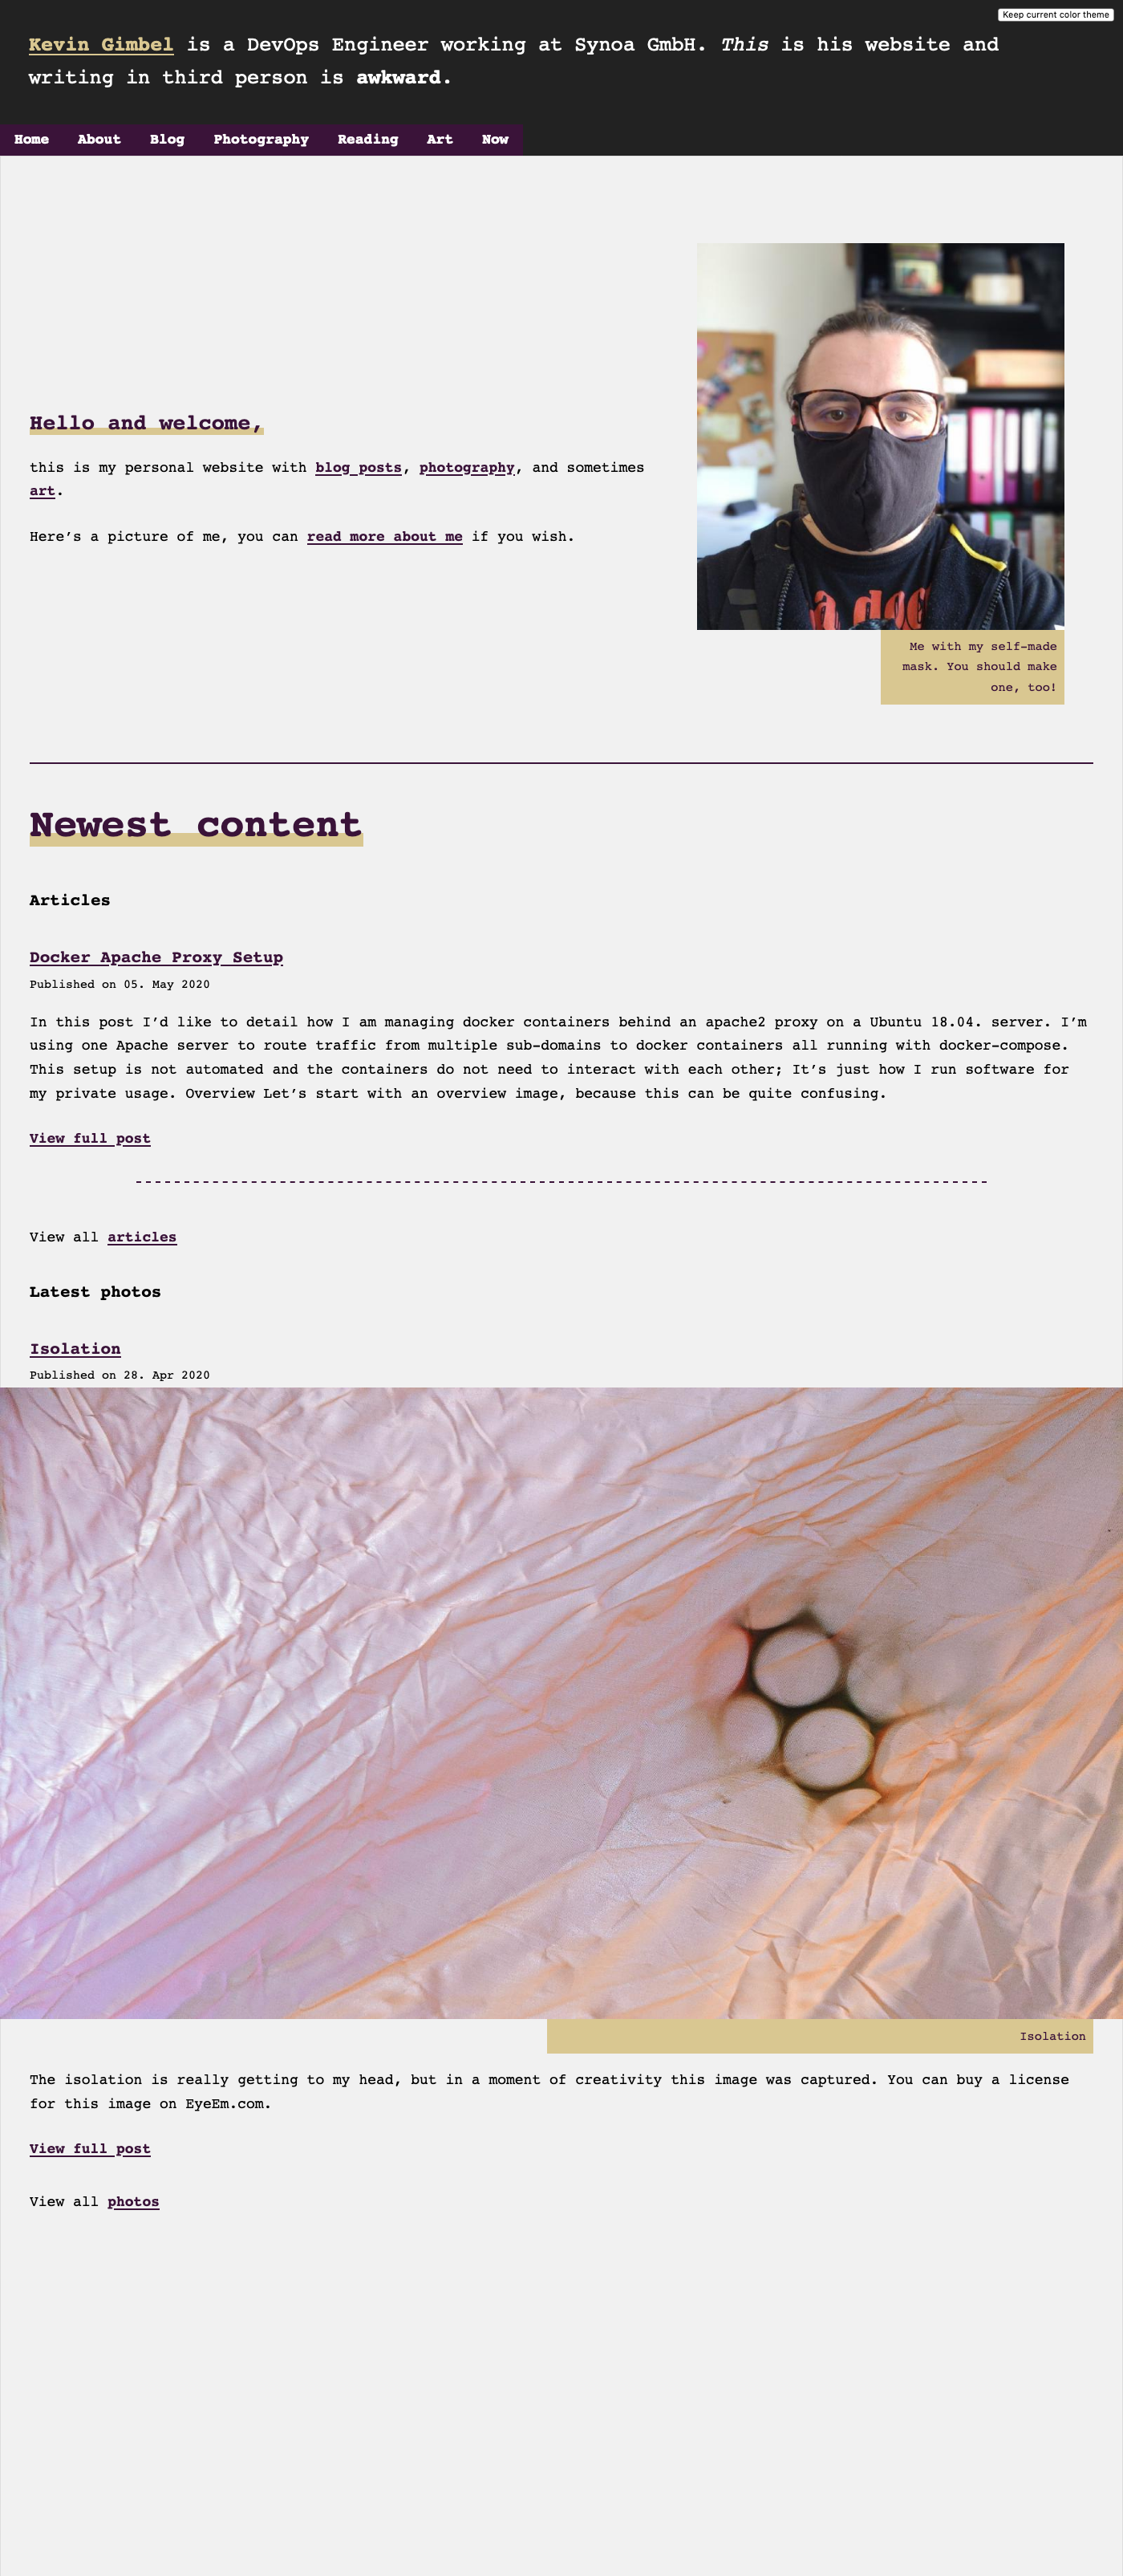 Keep current color theme
Kevin Gimbel is a DevOps Engineer working at Synoa GmbH. This is his website and
writing in third person is awkward.
Home About Blog Photography Reading Art Now
Hello and welcome,
this is my personal website with blog posts, photography, and sometimes
art.
Here’s a picture of me, you can read more about me if you wish.
Me with my self-made
mask. You should make
one, too!
Newest content
Articles
Docker Apache Proxy Setup
Published on 05. May 2020
In this post I’d like to detail how I am managing docker containers behind an apache2 proxy on a Ubuntu 18.04. server. I’m
using one Apache server to route traffic from multiple sub-domains to docker containers all running with docker-compose.
This setup is not automated and the containers do not need to interact with each other; It’s just how I run software for
my private usage. Overview Let’s start with an overview image, because this can be quite confusing.
View full post
View all articles
Latest photos
Isolation
Published on 28. Apr 2020
Isolation
The isolation is really getting to my head, but in a moment of creativity this image was captured. You can buy a license
for this image on EyeEm.com.
View full post
View all photos